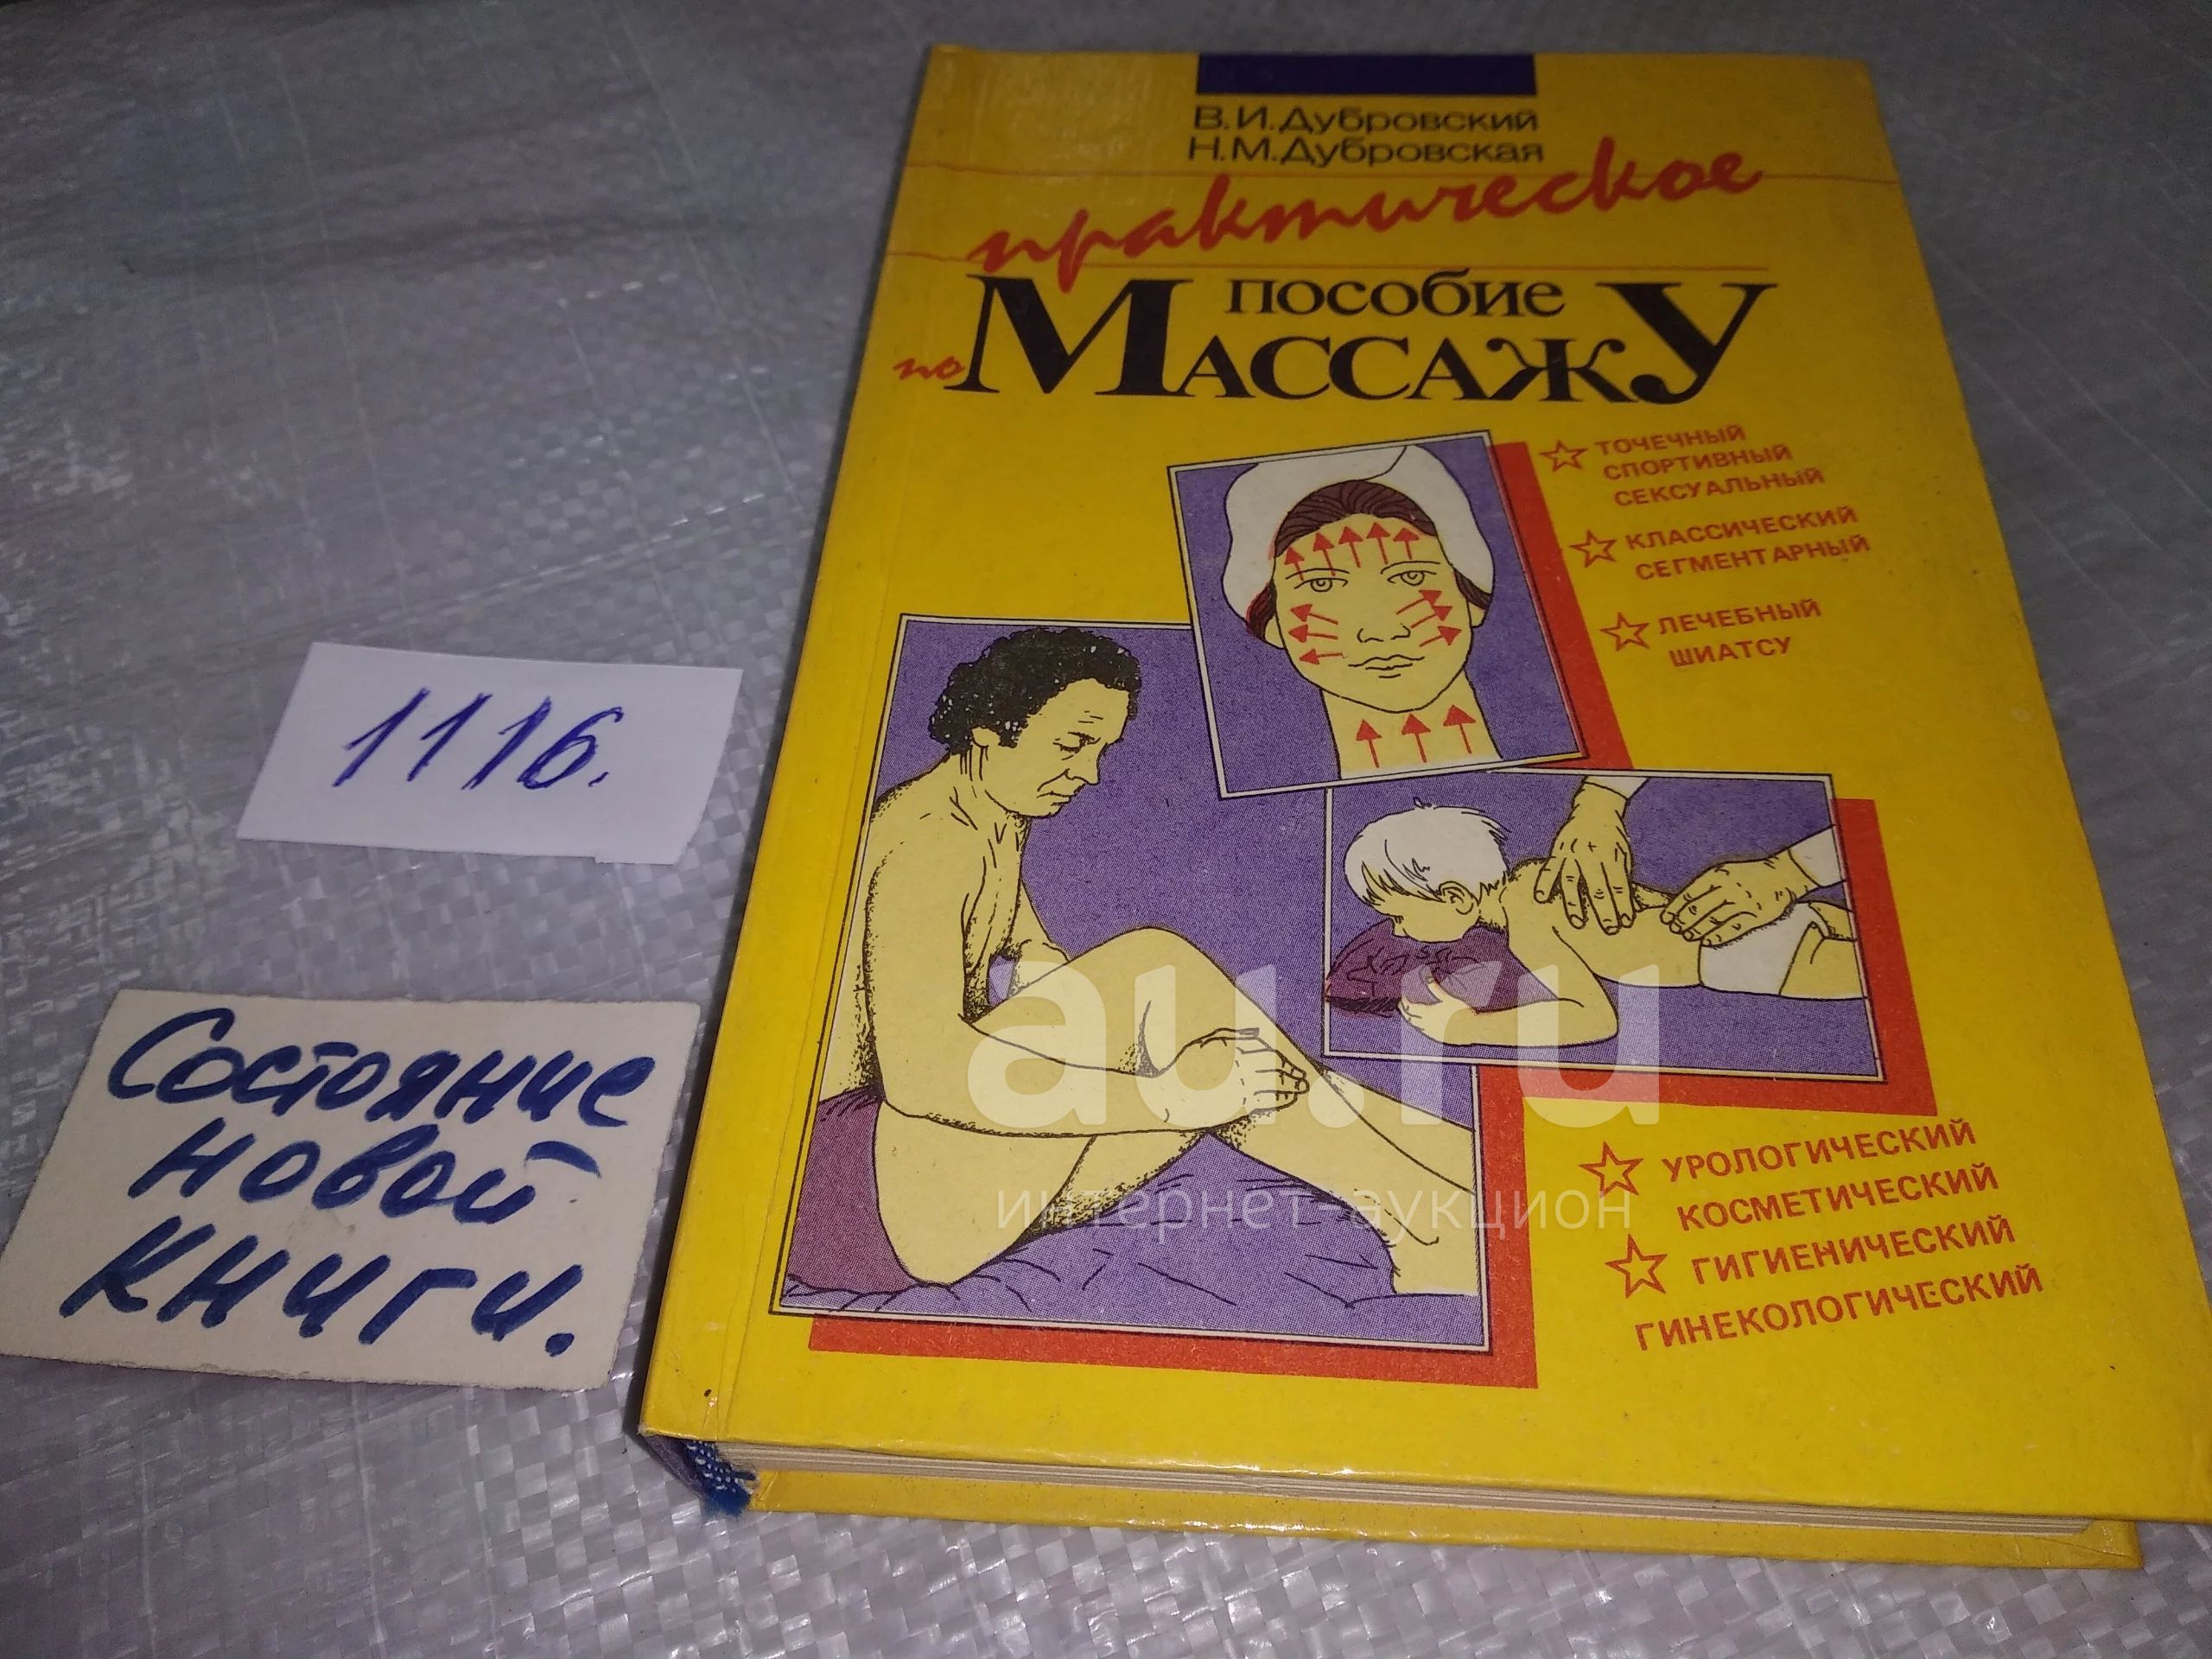 В.И.Дубровский
Н.М.Дубровская
практическое
пособие
по МАССАЖУ
ТОЧЕЧНЫЙ
СПОРТИВНЫЙ
СЕКСУАЛЬНЫЙ
КЛАССИЧЕСКИЙ
СЕГМЕНТАРНЫЙ
ЛЕЧЕБНЫЙ
ШИАТСУ
УРОЛОГИЧЕСКИЙ
КОСМЕТИЧЕСКИЙ
ГИГИЕНИЧЕСКИЙ
ГИНЕКОЛОГИЧЕСКИЙ
1116.
Состояние
новой
книги.
au.ru
интернет-аукцион